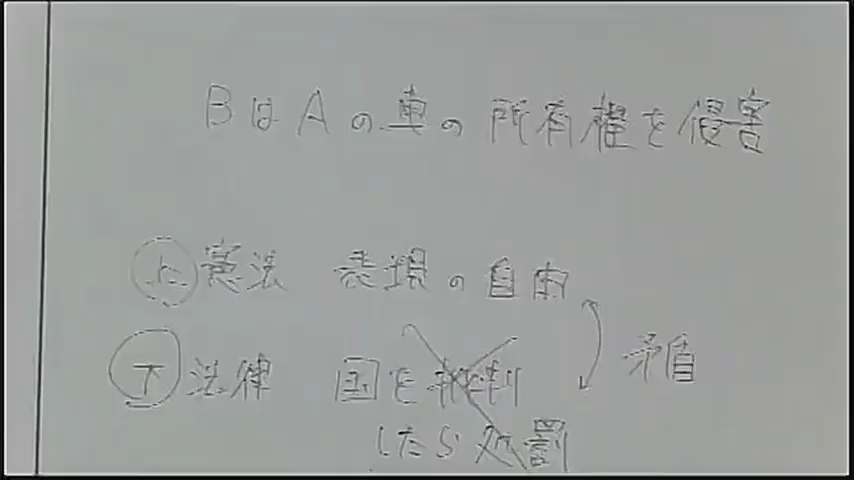 BはAの車の所有権を侵害
上 憲法 表現の自由
下 法律 国を批判
したら処罰
矛盾